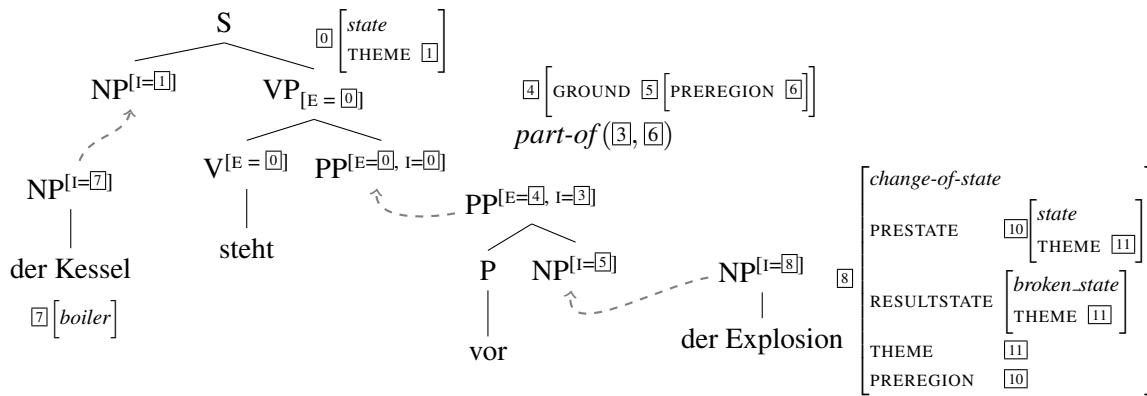 S
0 [state
THEME 1]
NP[I=1]
VP[E = 0]
4 [GROUND 5 [PREREGION 6]]
part-of(3, 6)
V[E = 0]
PP[E=0, I=0]
NP[I=7]
PP[E=4, I=3]
steht
der Kessel
7 [boiler]
P
NP[I=5]
NP[I=8]
vor
der Explosion
8 [change-of-state
PRESTATE 10 [state
THEME 11]
RESULTSTATE [broken_state
THEME 11]
THEME 11
PREREGION 10]